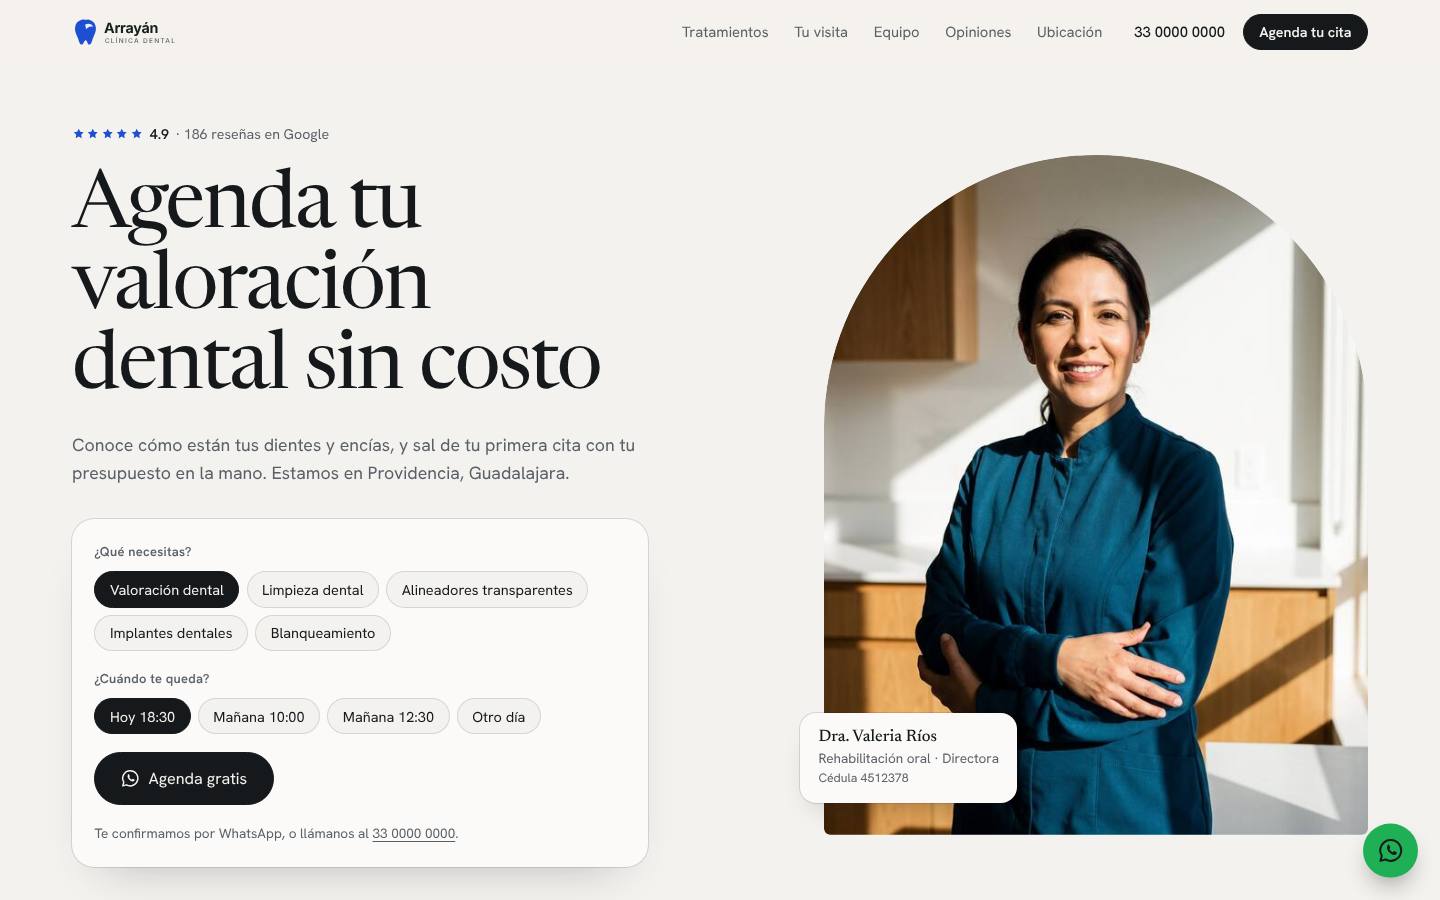 Arrayán
CLÍNICA DENTAL
Tratamientos
Tu visita
Equipo
Opiniones
Ubicación
33 0000 0000
Agenda tu cita
4.9 · 186 reseñas en Google
Agenda tu
valoración
dental sin costo
Conoce cómo están tus dientes y encías, y sal de tu primera cita con tu
presupuesto en la mano. Estamos en Providencia, Guadalajara.
¿Qué necesitas?
Valoración dental
Limpieza dental
Alineadores transparentes
Implantes dentales
Blanqueamiento
¿Cuándo te queda?
Hoy 18:30
Mañana 10:00
Mañana 12:30
Otro día
Agenda gratis
Te confirmamos por WhatsApp, o llámanos al 33 0000 0000.
Dra. Valeria Ríos
Rehabilitación oral · Directora
Cédula 4512378